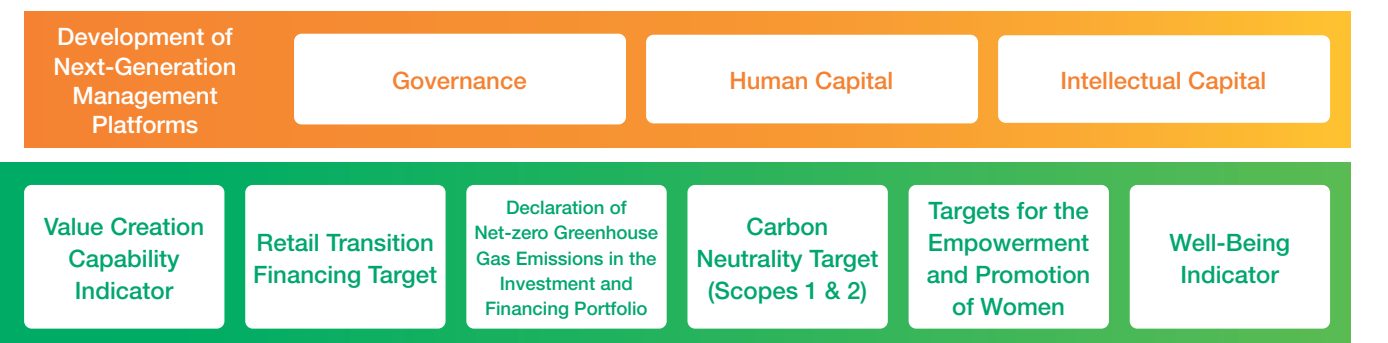 Development of
Next-Generation
Management
Platforms
Governance
Human Capital
Intellectual Capital
Value Creation
Capability
Indicator
Retail Transition
Financing Target
Declaration of
Net-zero Greenhouse
Gas Emissions in the
Investment and
Financing Portfolio
Carbon
Neutrality Target
(Scopes 1 & 2)
Targets for the
Empowerment
and Promotion
of Women
Well-Being
Indicator